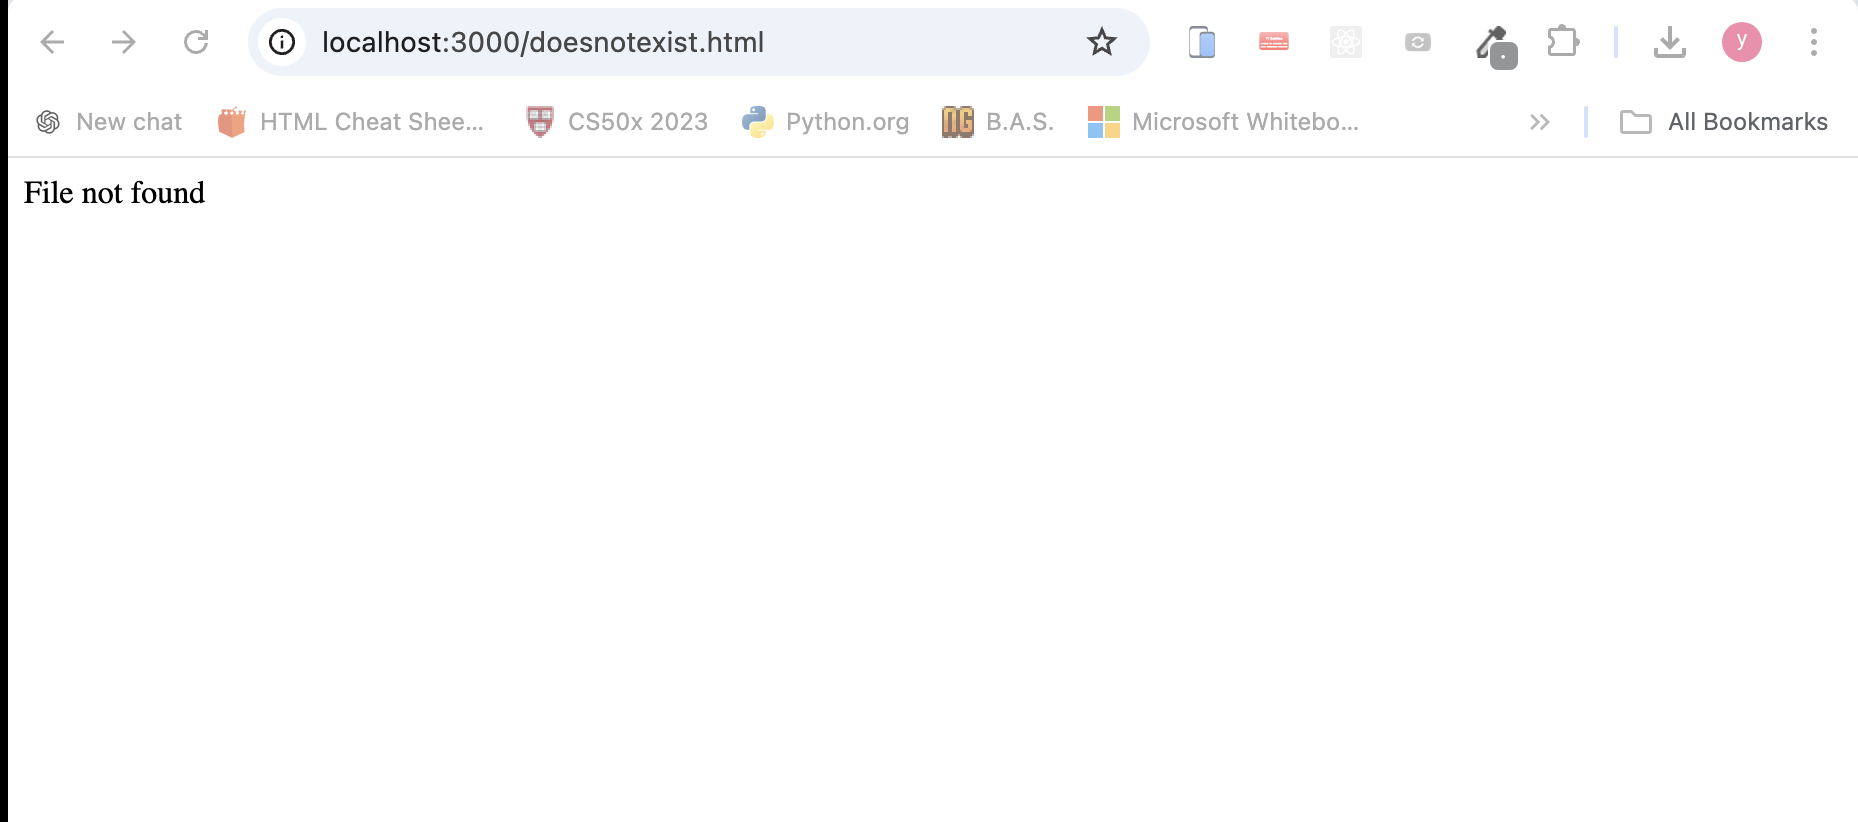 localhost:3000/doesnotexist.html
y
New chat
HTML Cheat Shee...
CS50x 2023
Python.org
NG
B.A.S.
Microsoft Whitebo...
All Bookmarks
File not found